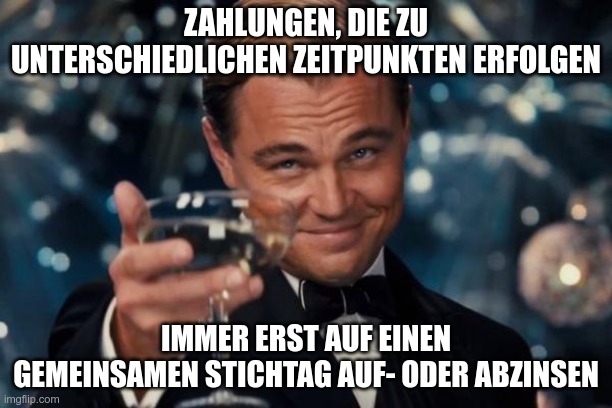 ZAHLUNGEN, DIE ZU
UNTERSCHIEDLICHEN ZEITPUNKTEN ERFOLGEN
IMMER ERST AUF EINEN
GEMEINSAMEN STICHTAG AUF- ODER ABZINSEN
imgflip.com